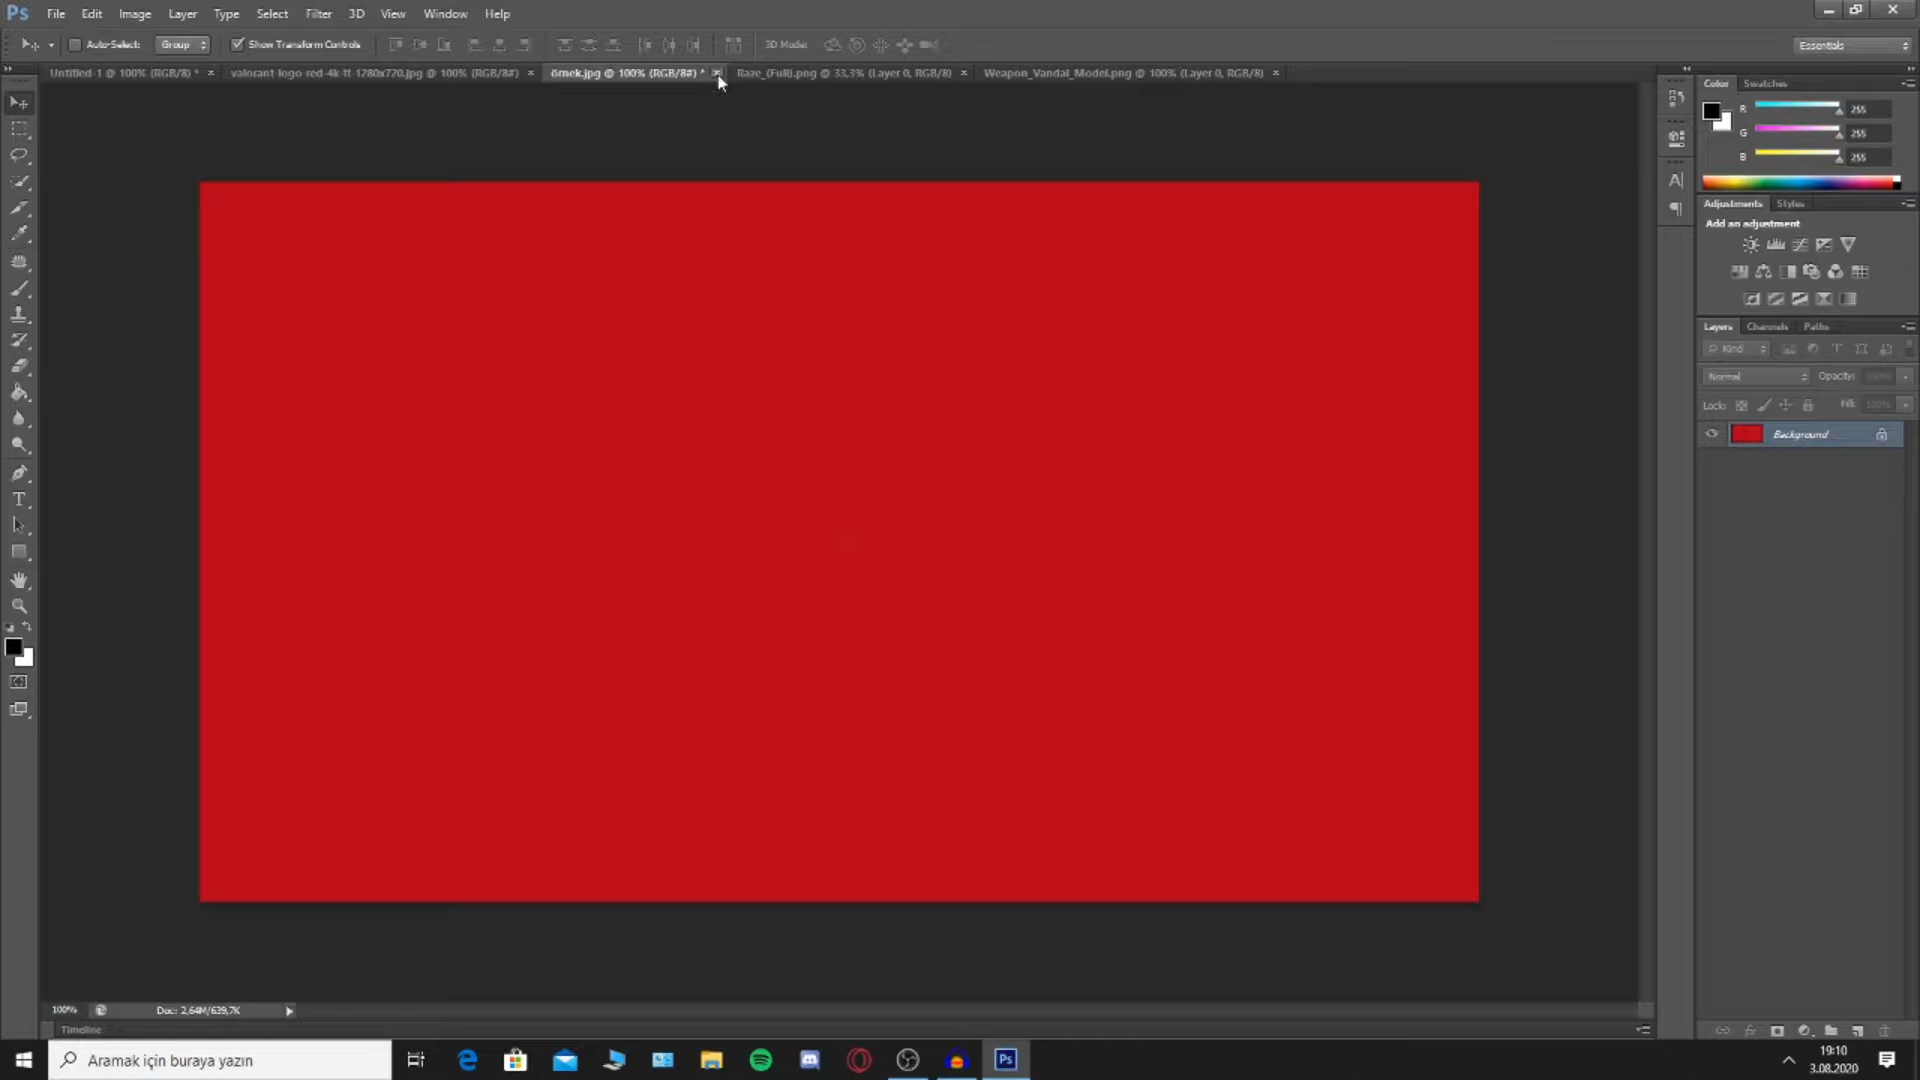 Ps File Edit Image Layer Type Select Filter 3D View Window Help
Auto-Select: Group Show Transform Controls 3D Mode: Essentials
Untitled-1 @ 100% (RGB/8) * × valorant-logo-red-4k-tt-1280x720.jpg @ 100% (RGB/8#) × örnek.jpg @ 100% (RGB/8#) * × Raze_(Full).png @ 33,3% (Layer 0, RGB/8) × Weapon_Vandal_Model.png @ 100% (Layer 0, RGB/8) ×
Color Swatches
R 255
G 255
B 255
Adjustments Styles
Add an adjustment
Layers Channels Paths
Kind
Normal Opacity: 100%
Lock: Fill: 100%
Background
100% Doc: 2,64M/639,7K
Timeline
Aramak için buraya yazın
Ps
19:10
3.08.2020